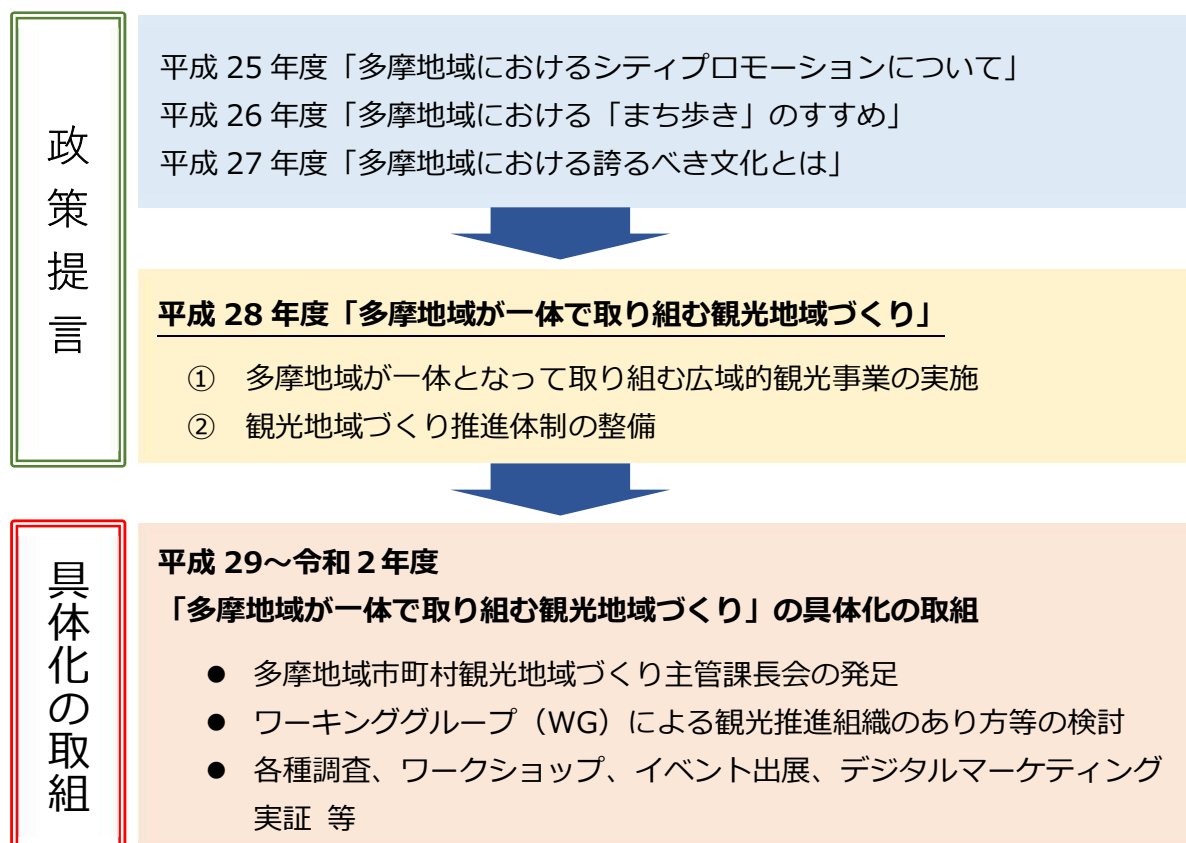 政策提言
平成 25 年度「多摩地域におけるシティプロモーションについて」
平成 26 年度「多摩地域における「まち歩き」のすすめ」
平成 27 年度「多摩地域における誇るべき文化とは」
平成 28 年度「多摩地域が一体で取り組む観光地域づくり」
① 多摩地域が一体となって取り組む広域的観光事業の実施
② 観光地域づくり推進体制の整備
具体化の取組
平成 29～令和２年度
「多摩地域が一体で取り組む観光地域づくり」の具体化の取組
● 多摩地域市町村観光地域づくり主管課長会の発足
● ワーキンググループ（WG）による観光推進組織のあり方等の検討
● 各種調査、ワークショップ、イベント出展、デジタルマーケティング
実証 等